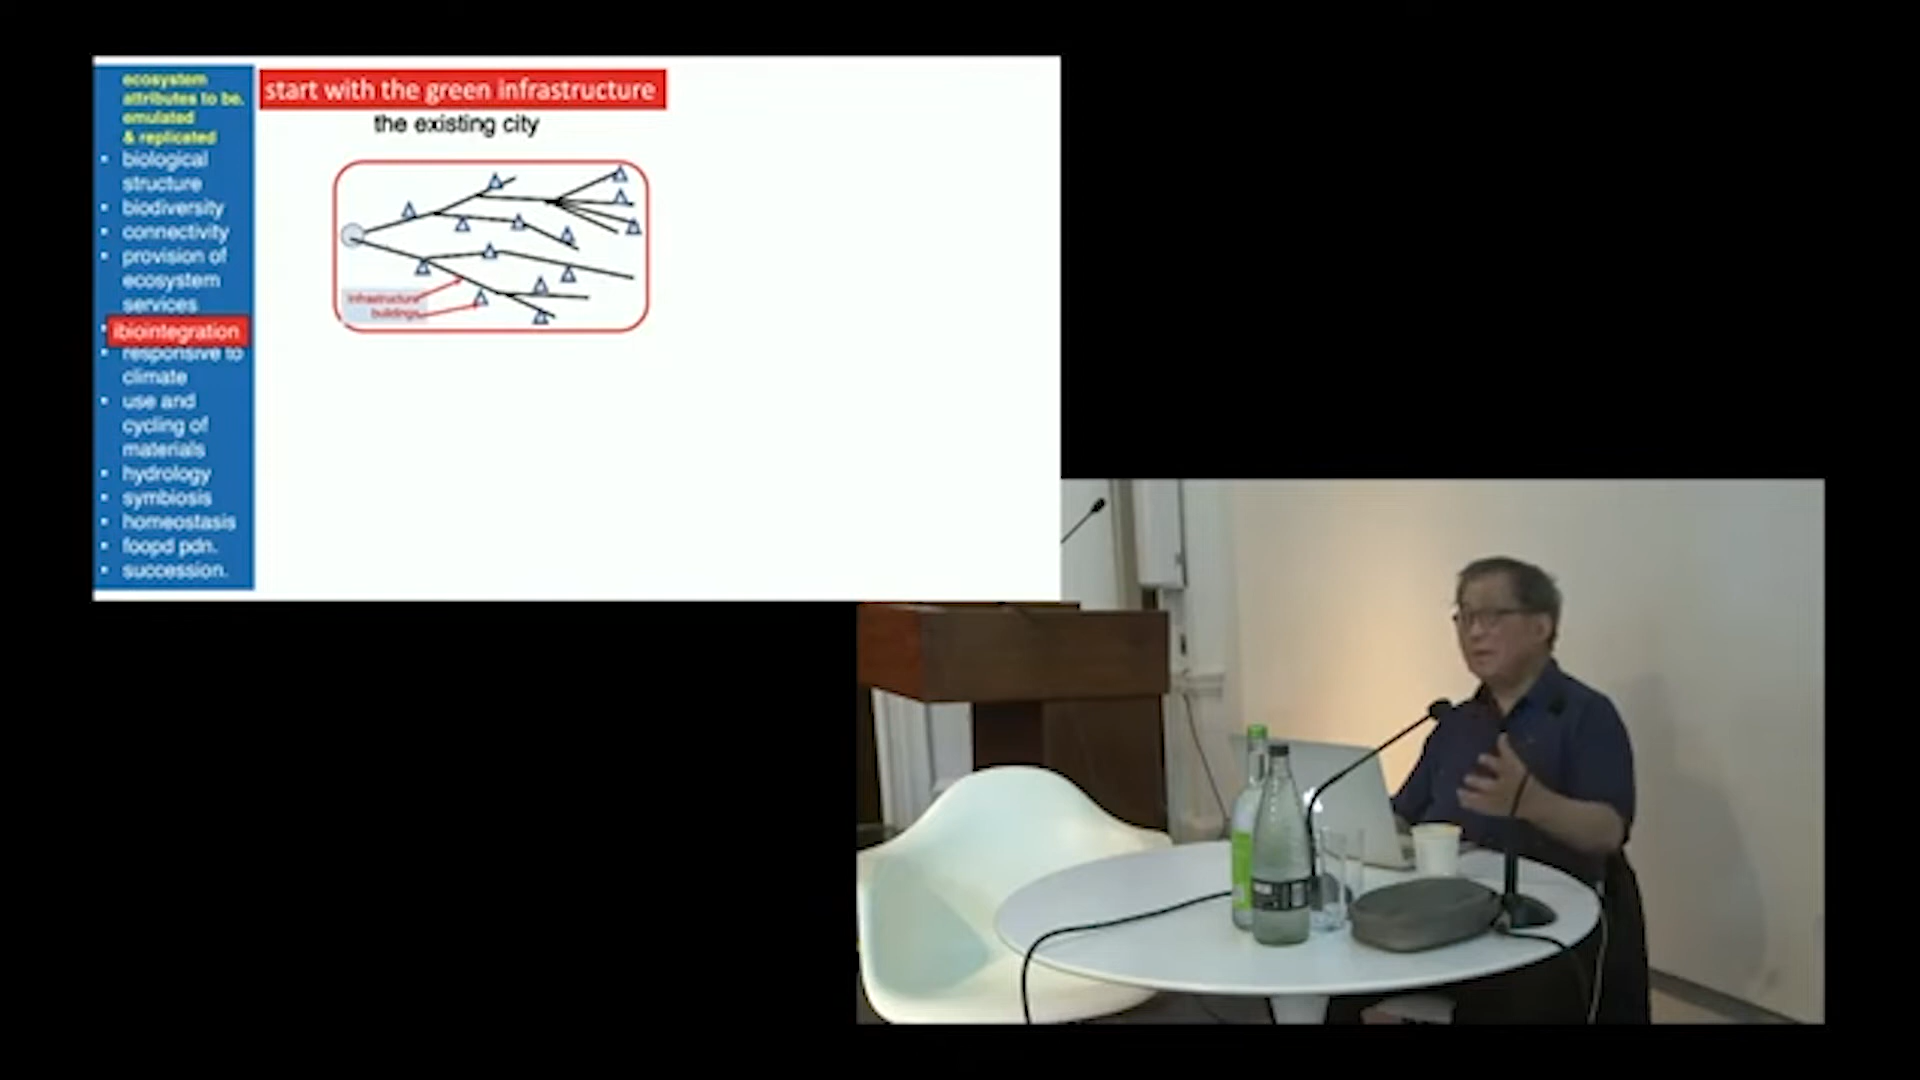 ecosystem
attributes to be.
emulated
& replicated
• biological
structure
• biodiversity
• connectivity
• provision of
ecosystem
services
• ibiointegration
• responsive to
climate
• use and
cycling of
materials
• hydrology
• symbiosis
• homeostasis
• foopd pdn.
• succession.
start with the green infrastructure
the existing city
infrastructure
buildings